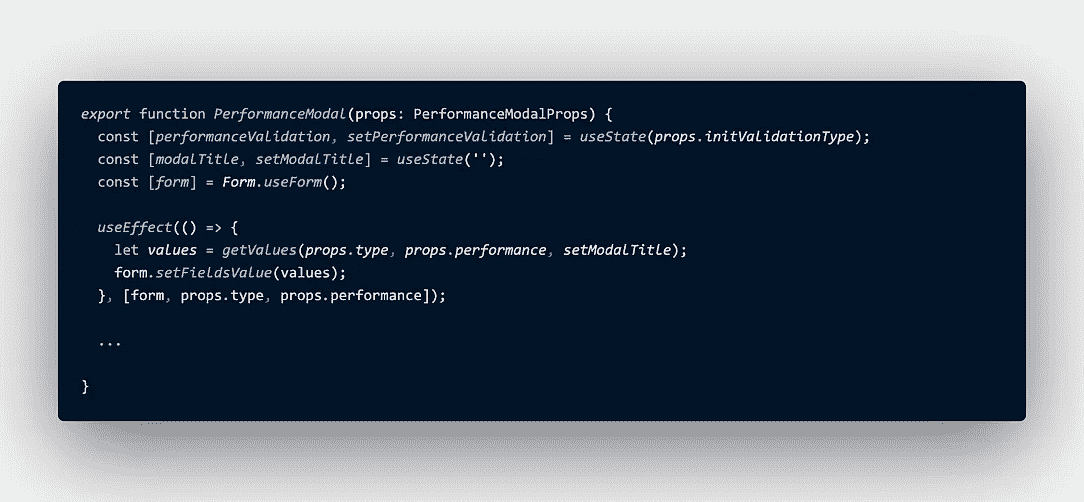 export function PerformanceModal(props: PerformanceModalProps) {
  const [performanceValidation, setPerformanceValidation] = useState(props.initValidationType);
  const [modalTitle, setModalTitle] = useState('');
  const [form] = Form.useForm();

  useEffect(() => {
    let values = getValues(props.type, props.performance, setModalTitle);
    form.setFieldsValue(values);
  }, [form, props.type, props.performance]);

  ...

}